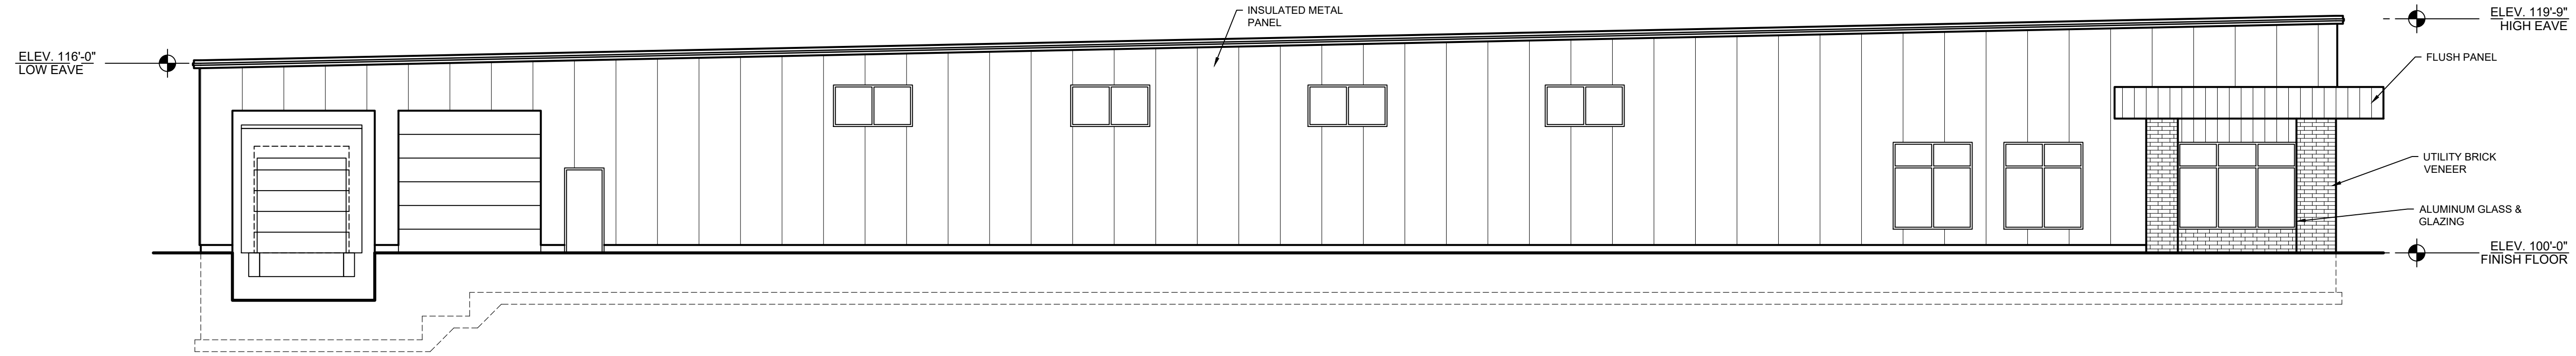 INSULATED METAL
PANEL
ELEV. 119'-9"
HIGH EAVE
ELEV. 116'-0"
LOW EAVE
FLUSH PANEL
UTILITY BRICK
VENEER
ALUMINUM GLASS &
GLAZING
ELEV. 100'-0"
FINISH FLOOR